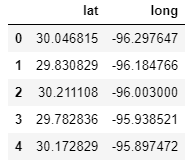 lat long
0 30.046815 -96.297647
1 29.830829 -96.184766
2 30.211108 -96.003000
3 29.782836 -95.938521
4 30.172829 -95.897472